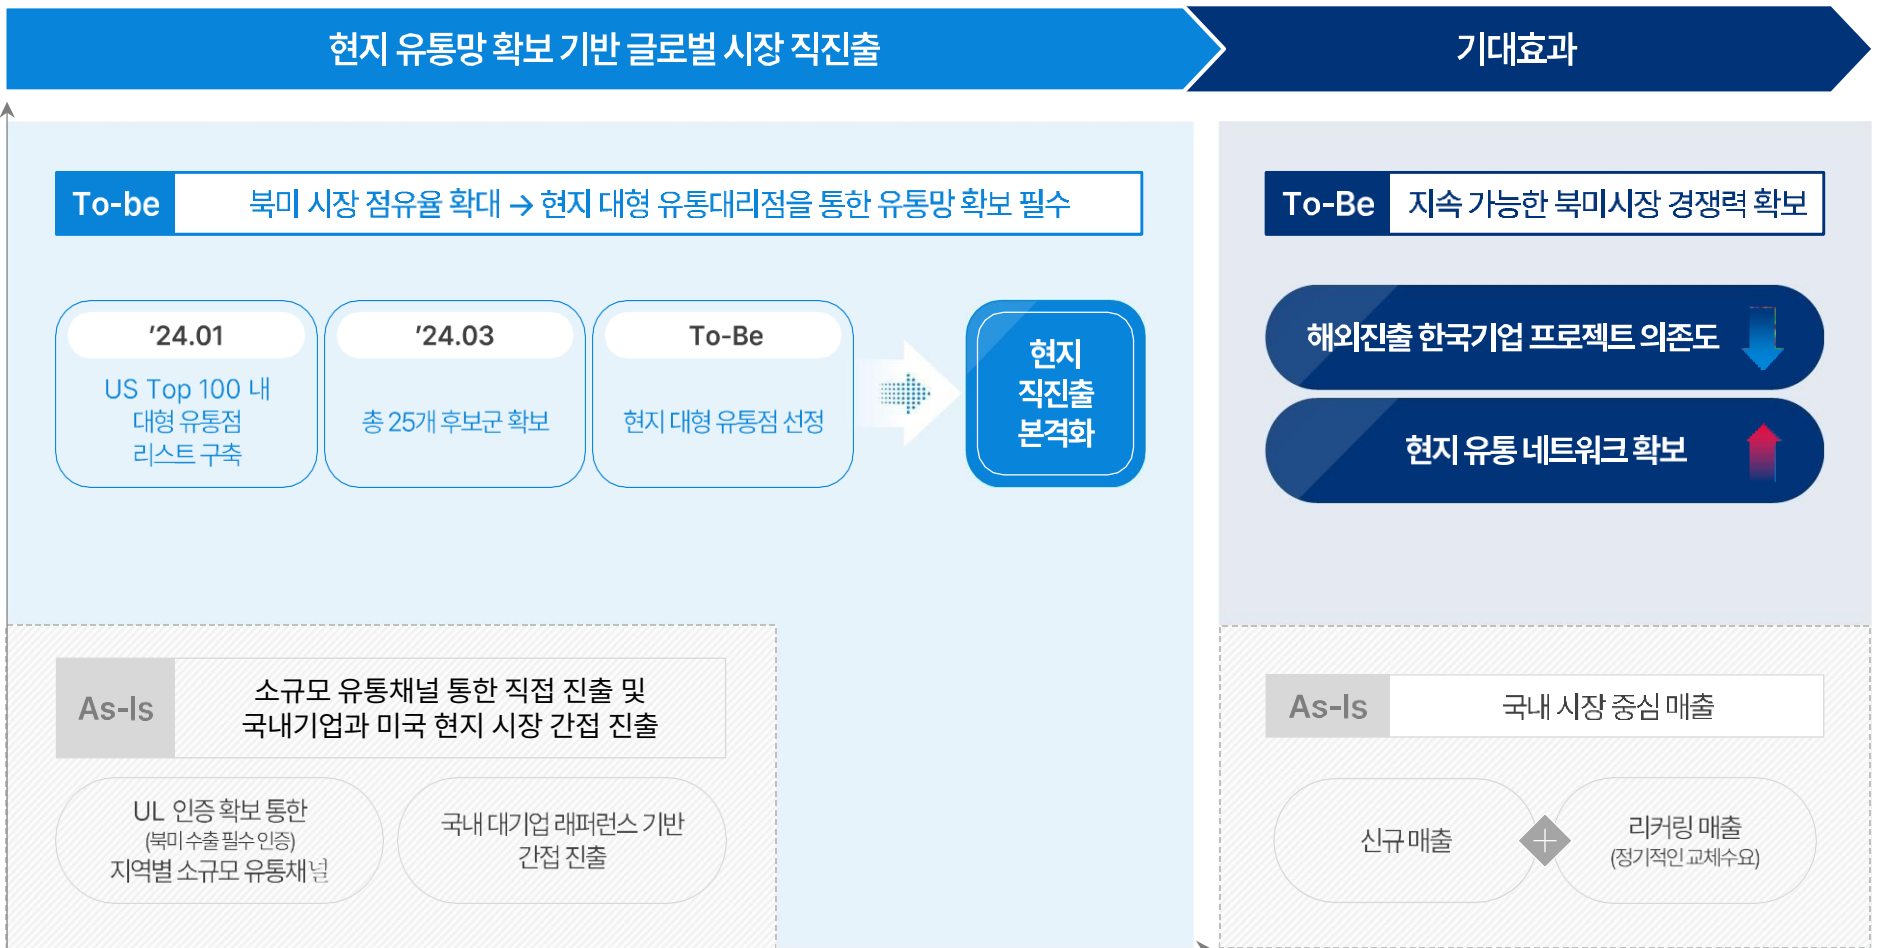 현지 유통망 확보 기반 글로벌 시장 직진출
기대효과
To-be
북미 시장 점유율 확대 → 현지 대형 유통대리점을 통한 유통망 확보 필수
'24.01
US Top 100 내
대형 유통점
리스트 구축
'24.03
총 25개 후보군 확보
To-Be
현지 대형 유통점 선정
현지
직진출
본격화
To-Be
지속 가능한 북미시장 경쟁력 확보
해외진출 한국기업 프로젝트 의존도
현지 유통 네트워크 확보
As-Is
소규모 유통채널 통한 직접 진출 및
국내기업과 미국 현지 시장 간접 진출
UL 인증 확보 통한
(북미 수출 필수 인증)
지역별 소규모 유통채널
국내 대기업 래퍼런스 기반
간접 진출
As-Is
국내 시장 중심 매출
신규 매출
+
리커링 매출
(정기적인 교체수요)